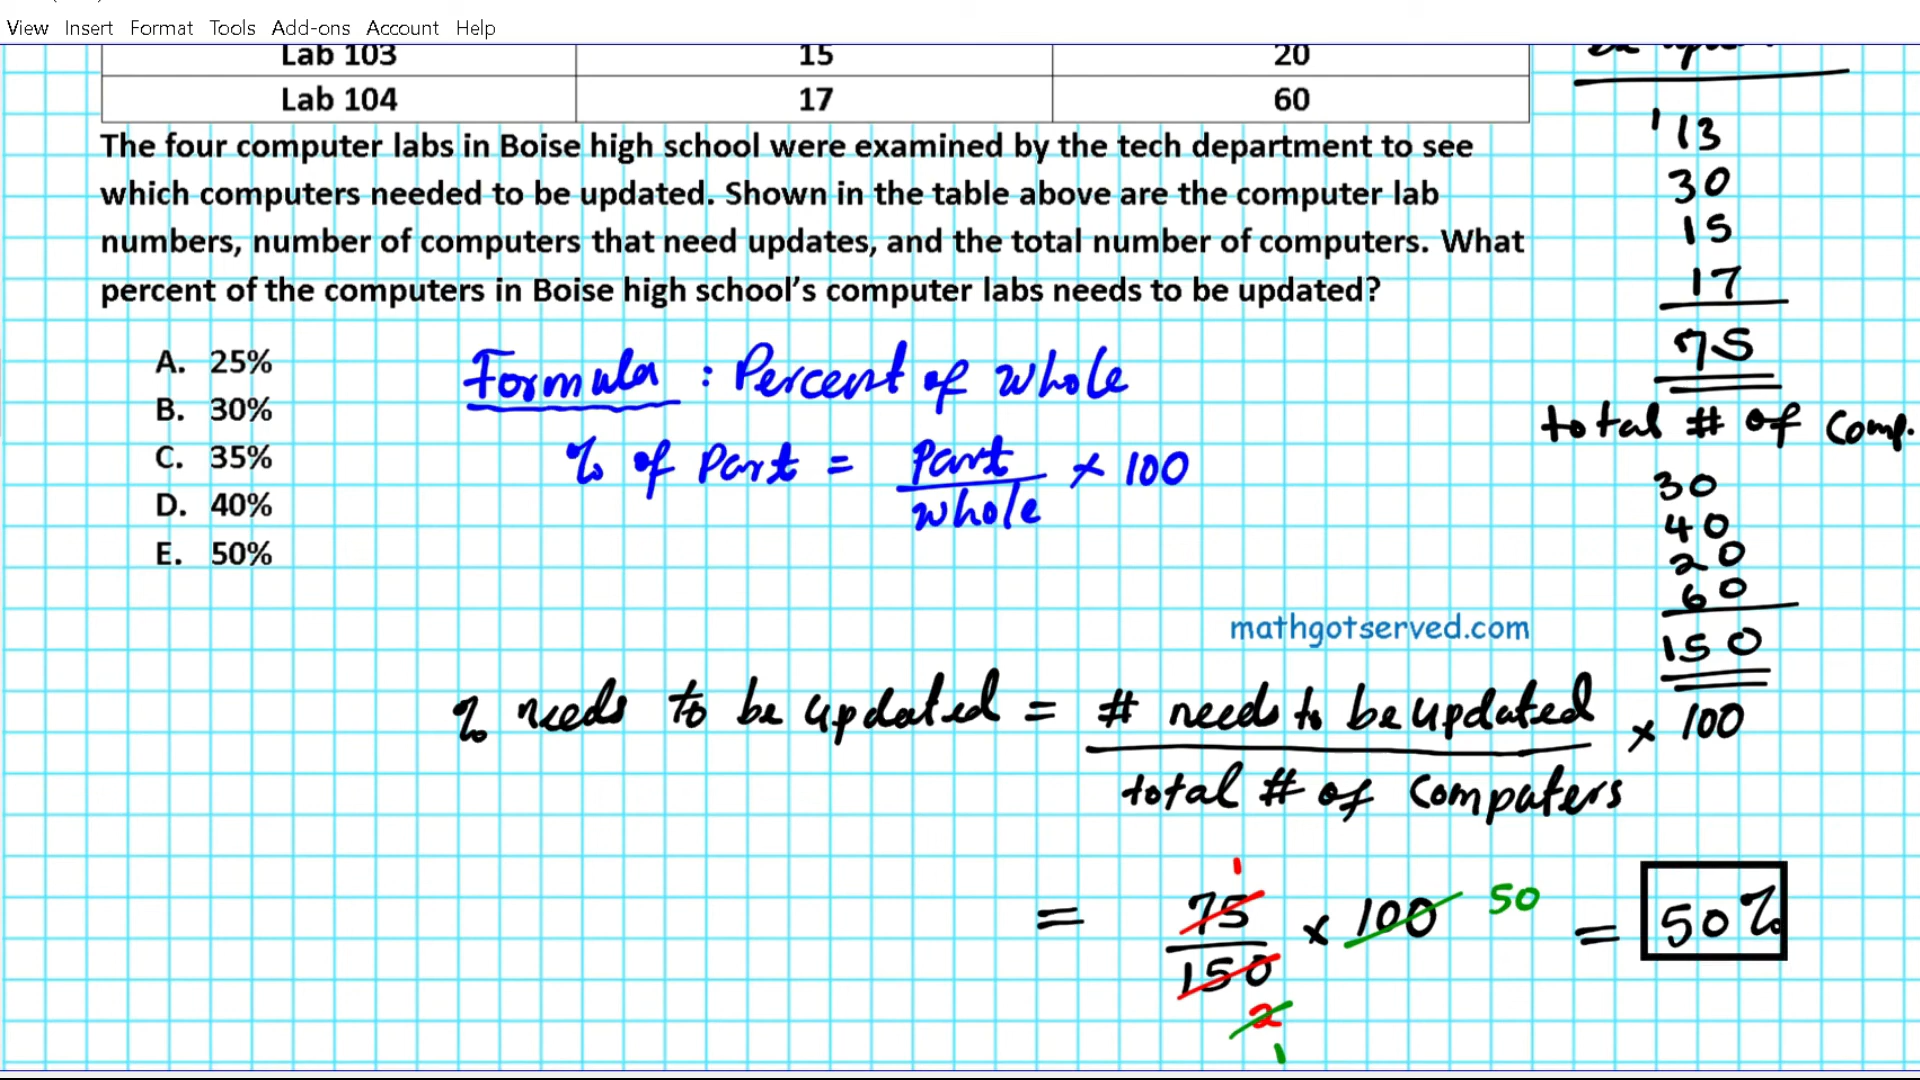 View Insert Format Tools Add-ons Account Help
Lab 103 15 20
Lab 104 17 60
The four computer labs in Boise high school were examined by the tech department to see
which computers needed to be updated. Shown in the table above are the computer lab
numbers, number of computers that need updates, and the total number of computers. What
percent of the computers in Boise high school's computer labs needs to be updated?
A. 25%
B. 30%
C. 35%
D. 40%
E. 50%
Formula : Percent of whole
% of Part = Part
whole
× 100
mathgotserved.com
1 13
30
15
17
75
total # of comp.
30
40
20
60
150
% needs to be updated = # needs to be updated
total # of computers
× 100
= 75
150
× 100 = 50%
1
2
1
50